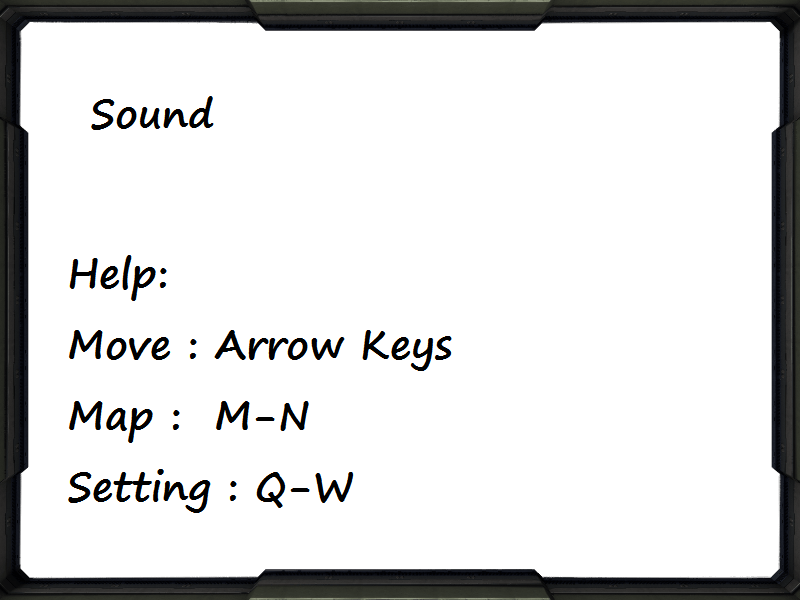 Sound
Help:
Move : Arrow Keys
Map :  M-N
Setting : Q-W